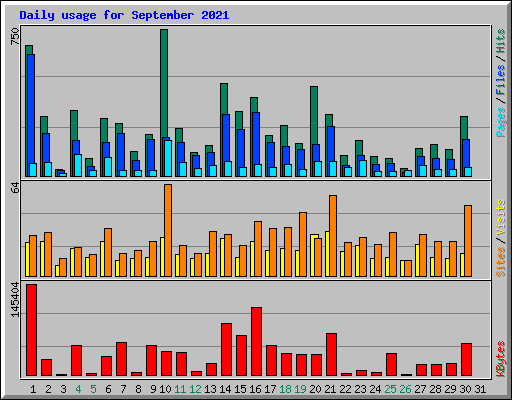 Daily usage for September 2021
750
Pages / Files / Hits
64
Sites / Visits
145404
KBytes
1 2 3 4 5 6 7 8 9 10 11 12 13 14 15 16 17 18 19 20 21 22 23 24 25 26 27 28 29 30 31